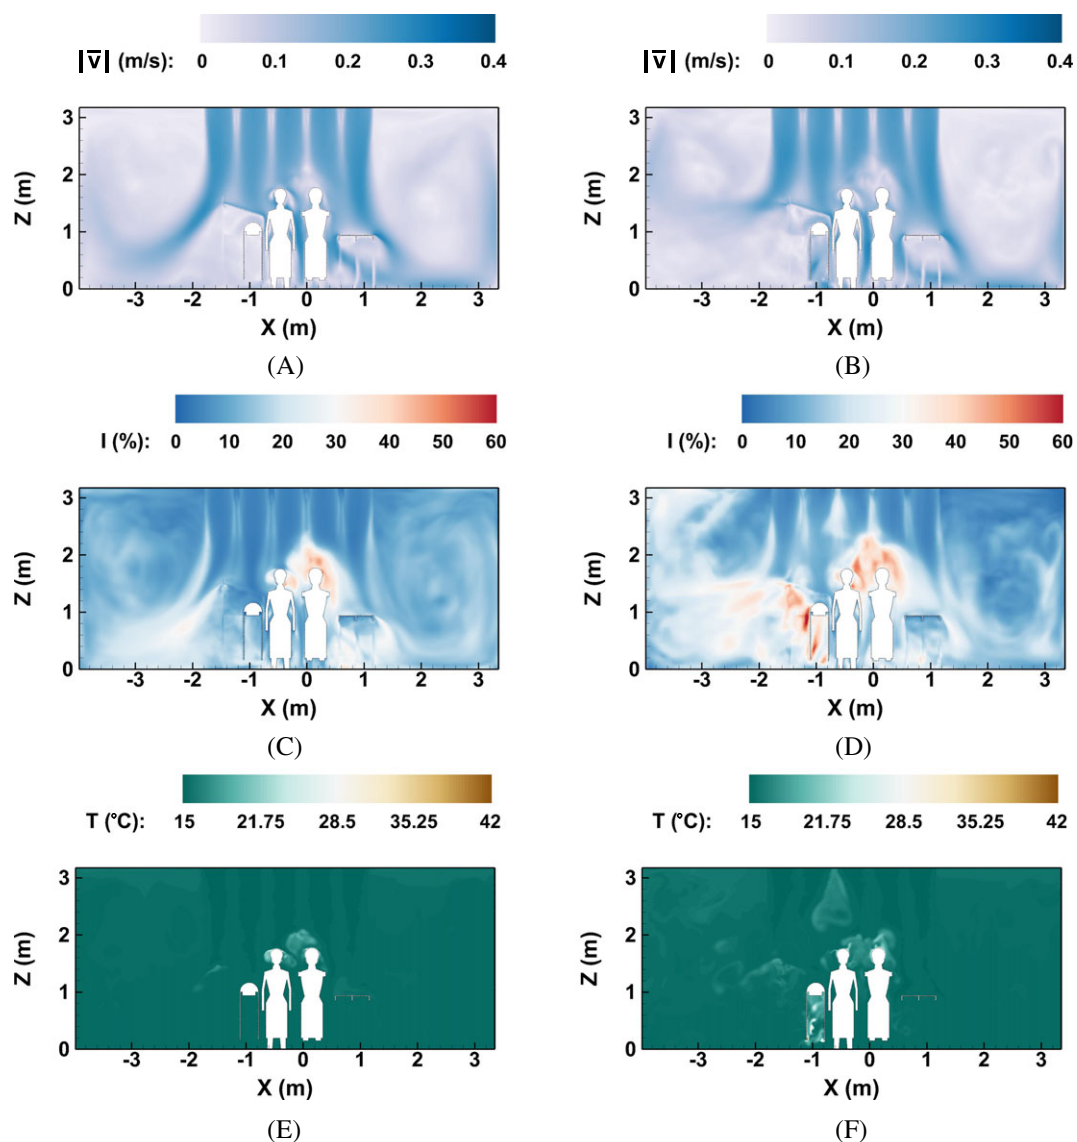 |v̅| (m/s): 0 0.1 0.2 0.3 0.4
|v̅| (m/s): 0 0.1 0.2 0.3 0.4
3
2
1
0
Z (m)
-3 -2 -1 0 1 2 3
X (m)
(A)
3
2
1
0
Z (m)
-3 -2 -1 0 1 2 3
X (m)
(B)
I (%): 0 10 20 30 40 50 60
I (%): 0 10 20 30 40 50 60
3
2
1
0
Z (m)
-3 -2 -1 0 1 2 3
X (m)
(C)
3
2
1
0
Z (m)
-3 -2 -1 0 1 2 3
X (m)
(D)
T (°C): 15 21.75 28.5 35.25 42
T (°C): 15 21.75 28.5 35.25 42
3
2
1
0
Z (m)
-3 -2 -1 0 1 2 3
X (m)
(E)
3
2
1
0
Z (m)
-3 -2 -1 0 1 2 3
X (m)
(F)